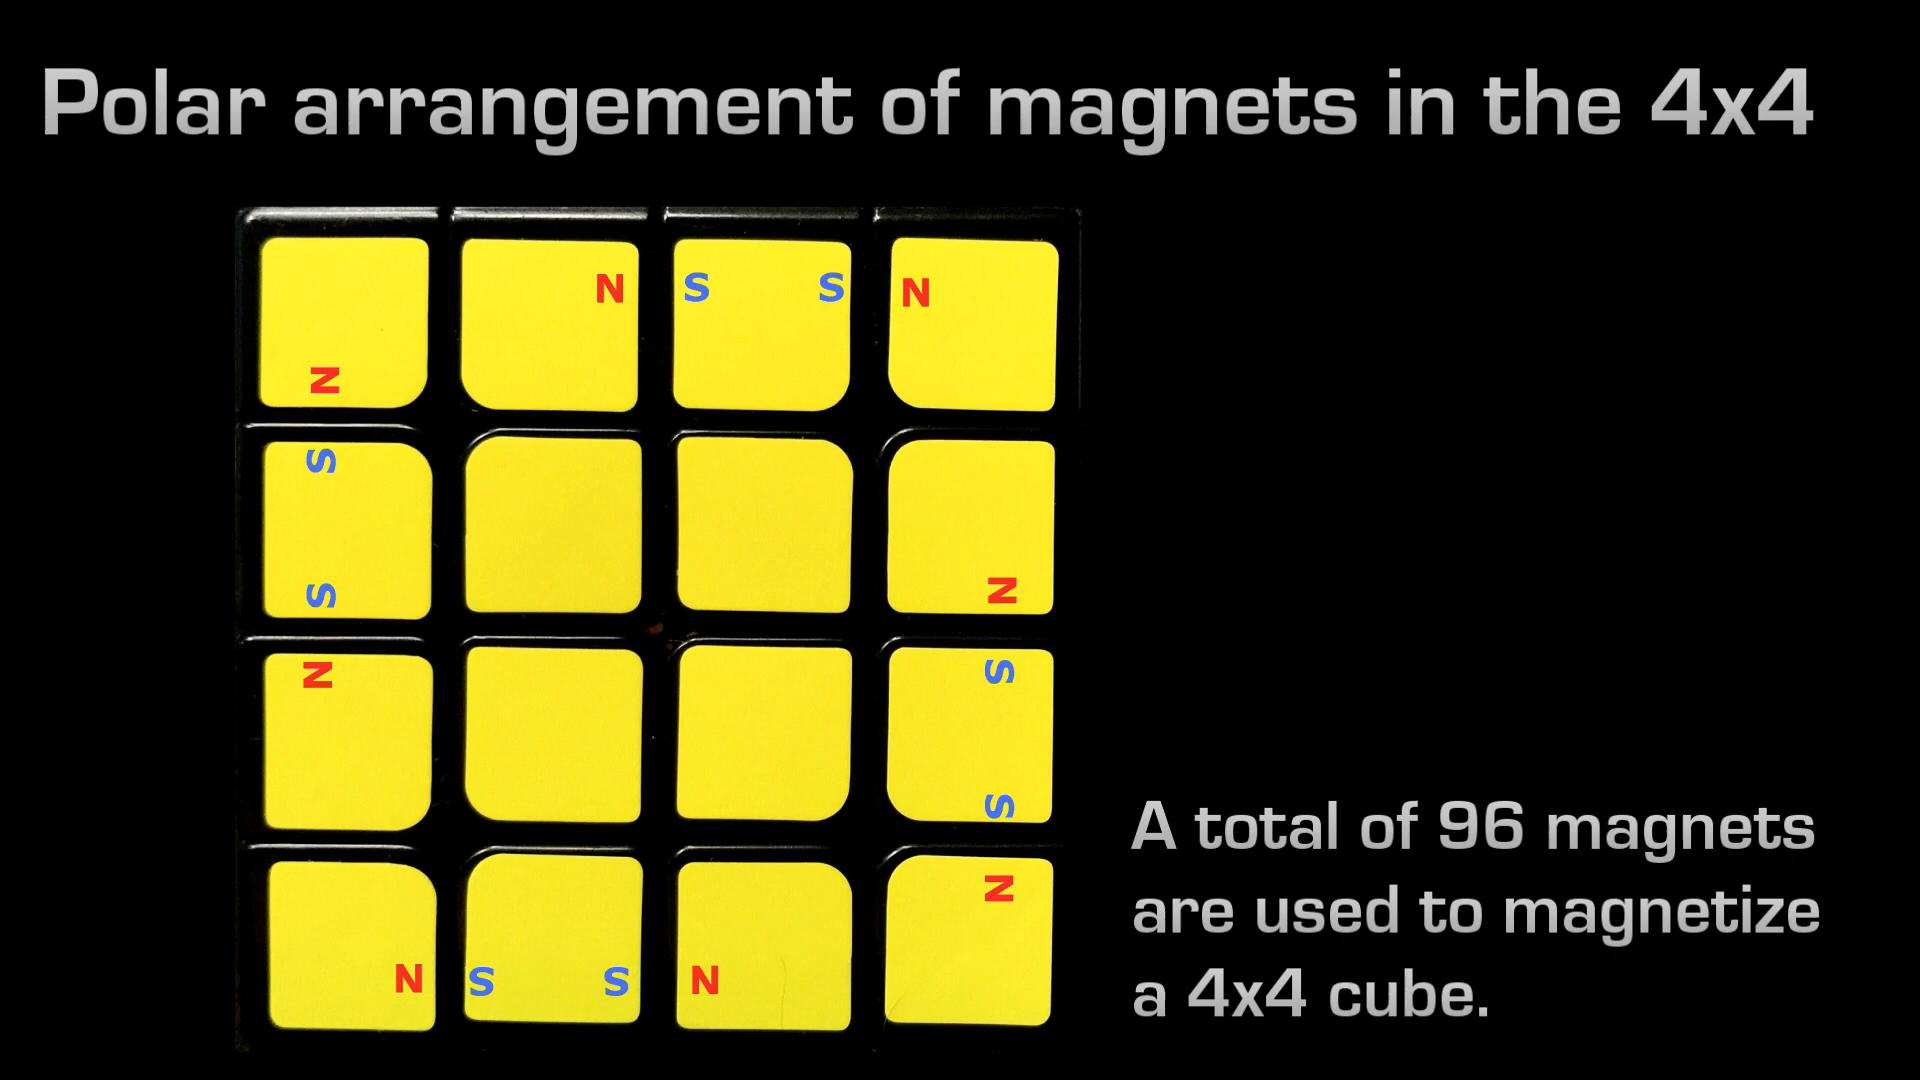 Polar arrangement of magnets in the 4x4
N S S N
N
S
S
N
S
N
S
N
N S S N
A total of 96 magnets
are used to magnetize
a 4x4 cube.